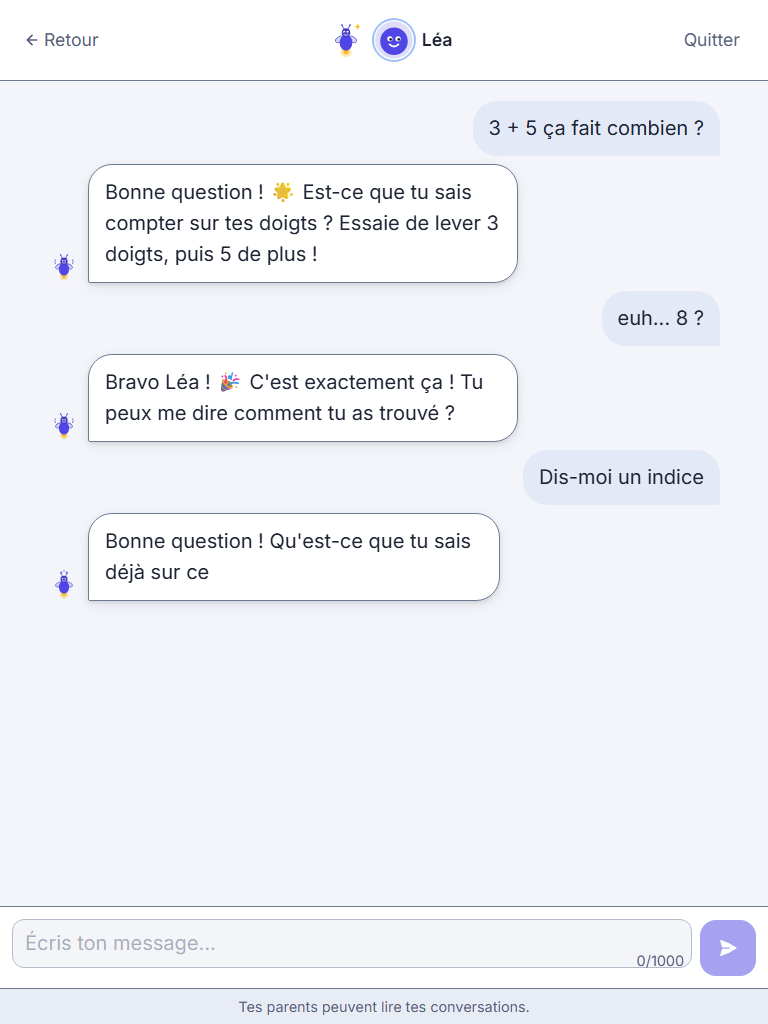 ← Retour
Léa
Quitter
3 + 5 ça fait combien ?
Bonne question ! 🌟 Est-ce que tu sais
compter sur tes doigts ? Essaie de lever 3
doigts, puis 5 de plus !
euh... 8 ?
Bravo Léa ! 🎉 C'est exactement ça ! Tu
peux me dire comment tu as trouvé ?
Dis-moi un indice
Bonne question ! Qu'est-ce que tu sais
déjà sur ce
Écris ton message...
0/1000
Tes parents peuvent lire tes conversations.